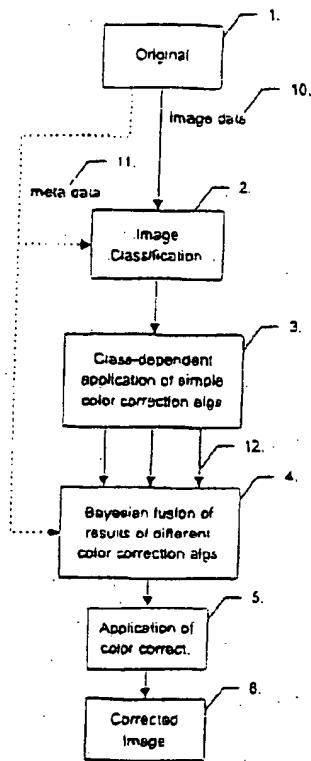 1.
Original
10.
image data
11.
meta data
2.
Image
Classification
3.
Class-dependent
application of simple
color correction algs
12.
4.
Bayesian fusion of
results of different
color correction algs
5.
Application of
color correct.
6.
Corrected
Image